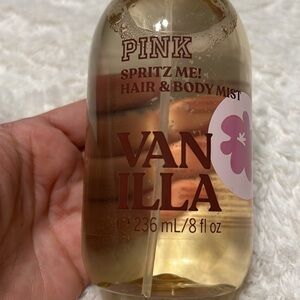 PINK
SPRITZ ME!
HAIR & BODY MIST
VAN
ILLA
℮ 236 mL/8 fl oz